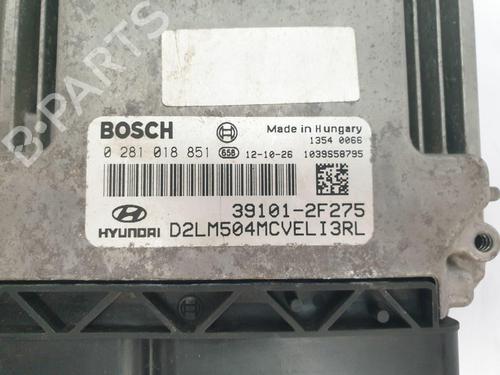 B-PARTS
BOSCH
Made in Hungary
1354 0066
0 281 018 851 656 12-10-26 1039S58795
39101-2F275
HYUNDAI D2LM504MCVELI3RL